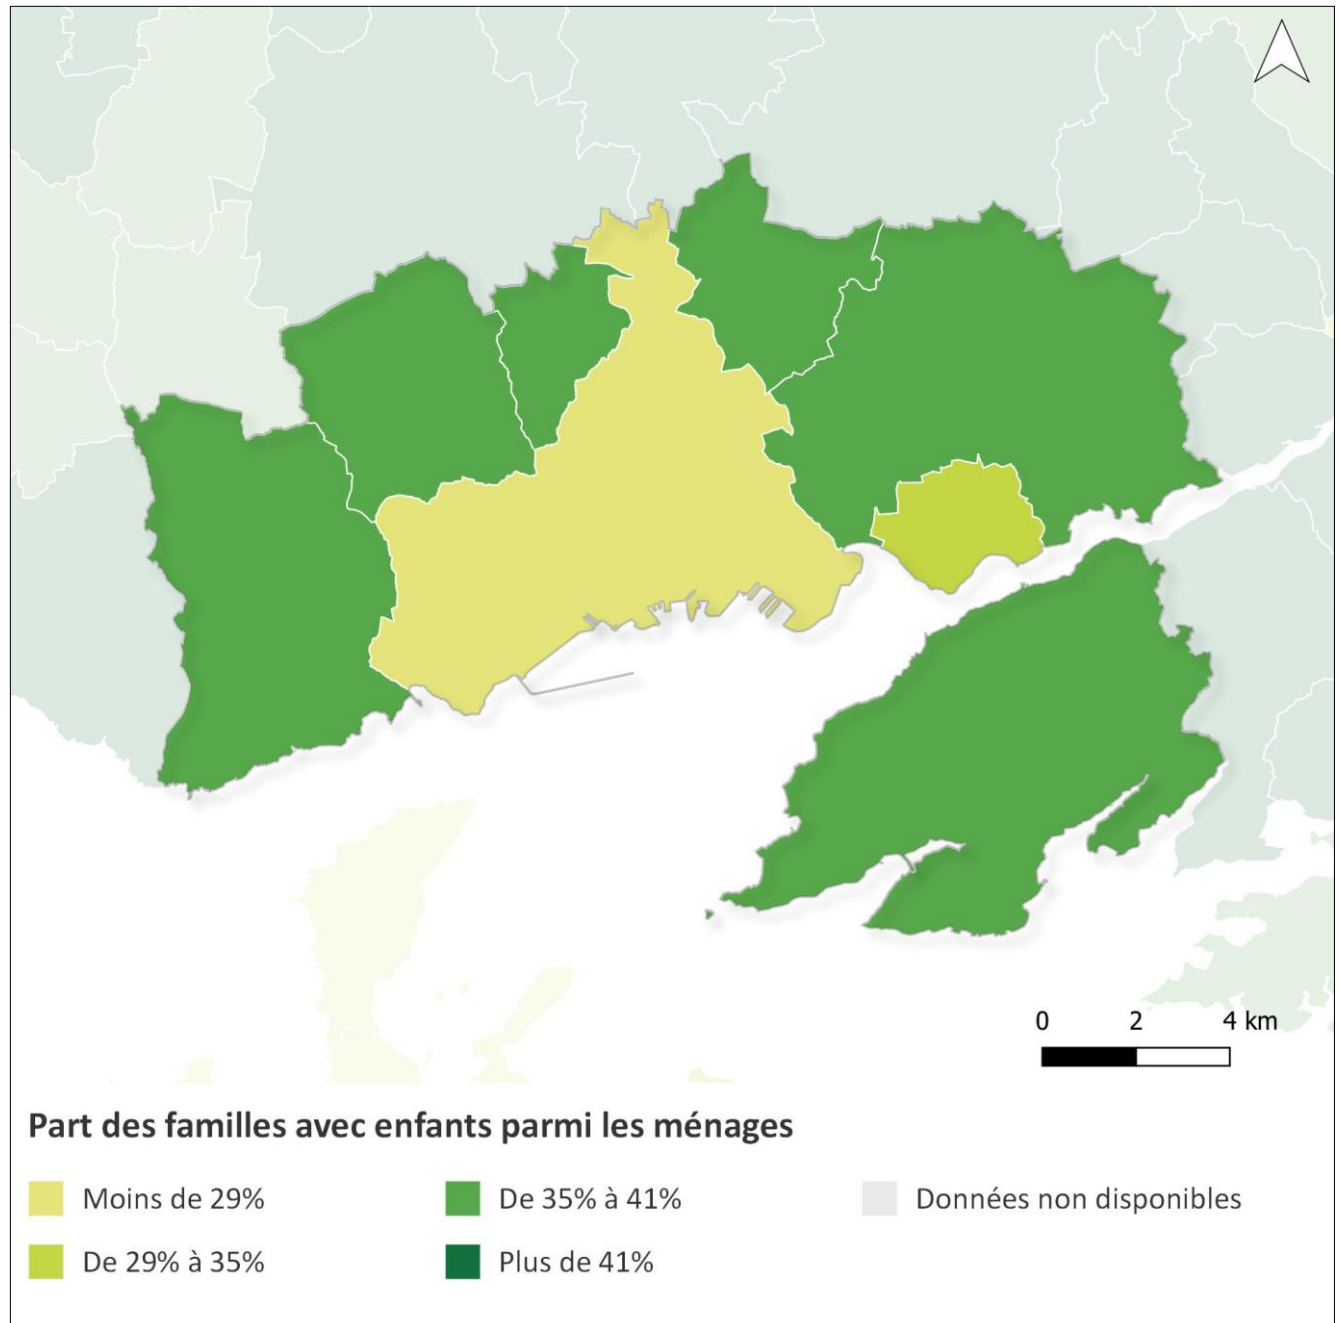 0 2 4 km
Part des familles avec enfants parmi les ménages
Moins de 29% De 35% à 41% Données non disponibles
De 29% à 35% Plus de 41%